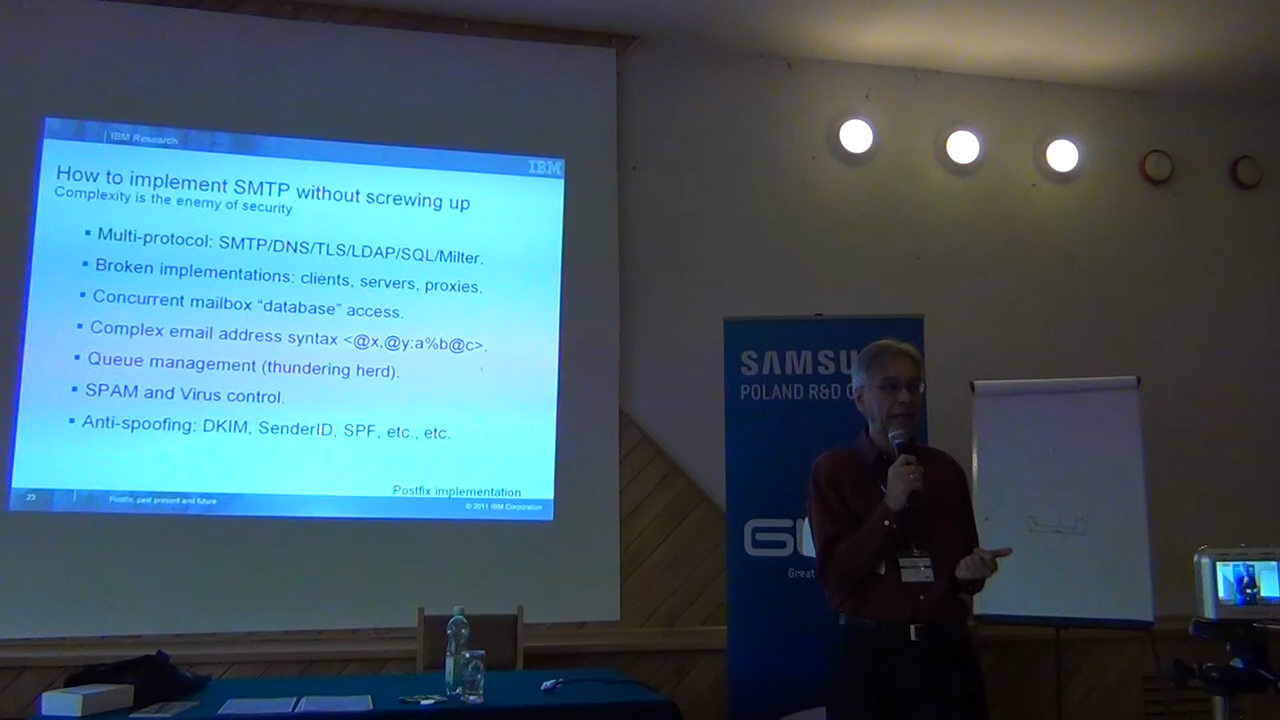 IBM Research
IBM
How to implement SMTP without screwing up
Complexity is the enemy of security
▪ Multi-protocol: SMTP/DNS/TLS/LDAP/SQL/Milter.
▪ Broken implementations: clients, servers, proxies.
▪ Concurrent mailbox “database” access.
▪ Complex email address syntax <@x,@y:a%b@c>.
▪ Queue management (thundering herd).
▪ SPAM and Virus control.
▪ Anti-spoofing: DKIM, SenderID, SPF, etc., etc.
Postfix implementation
23
Postfix, past present and future
© 2011 IBM Corporation
SAMSU
POLAND R&D
Great